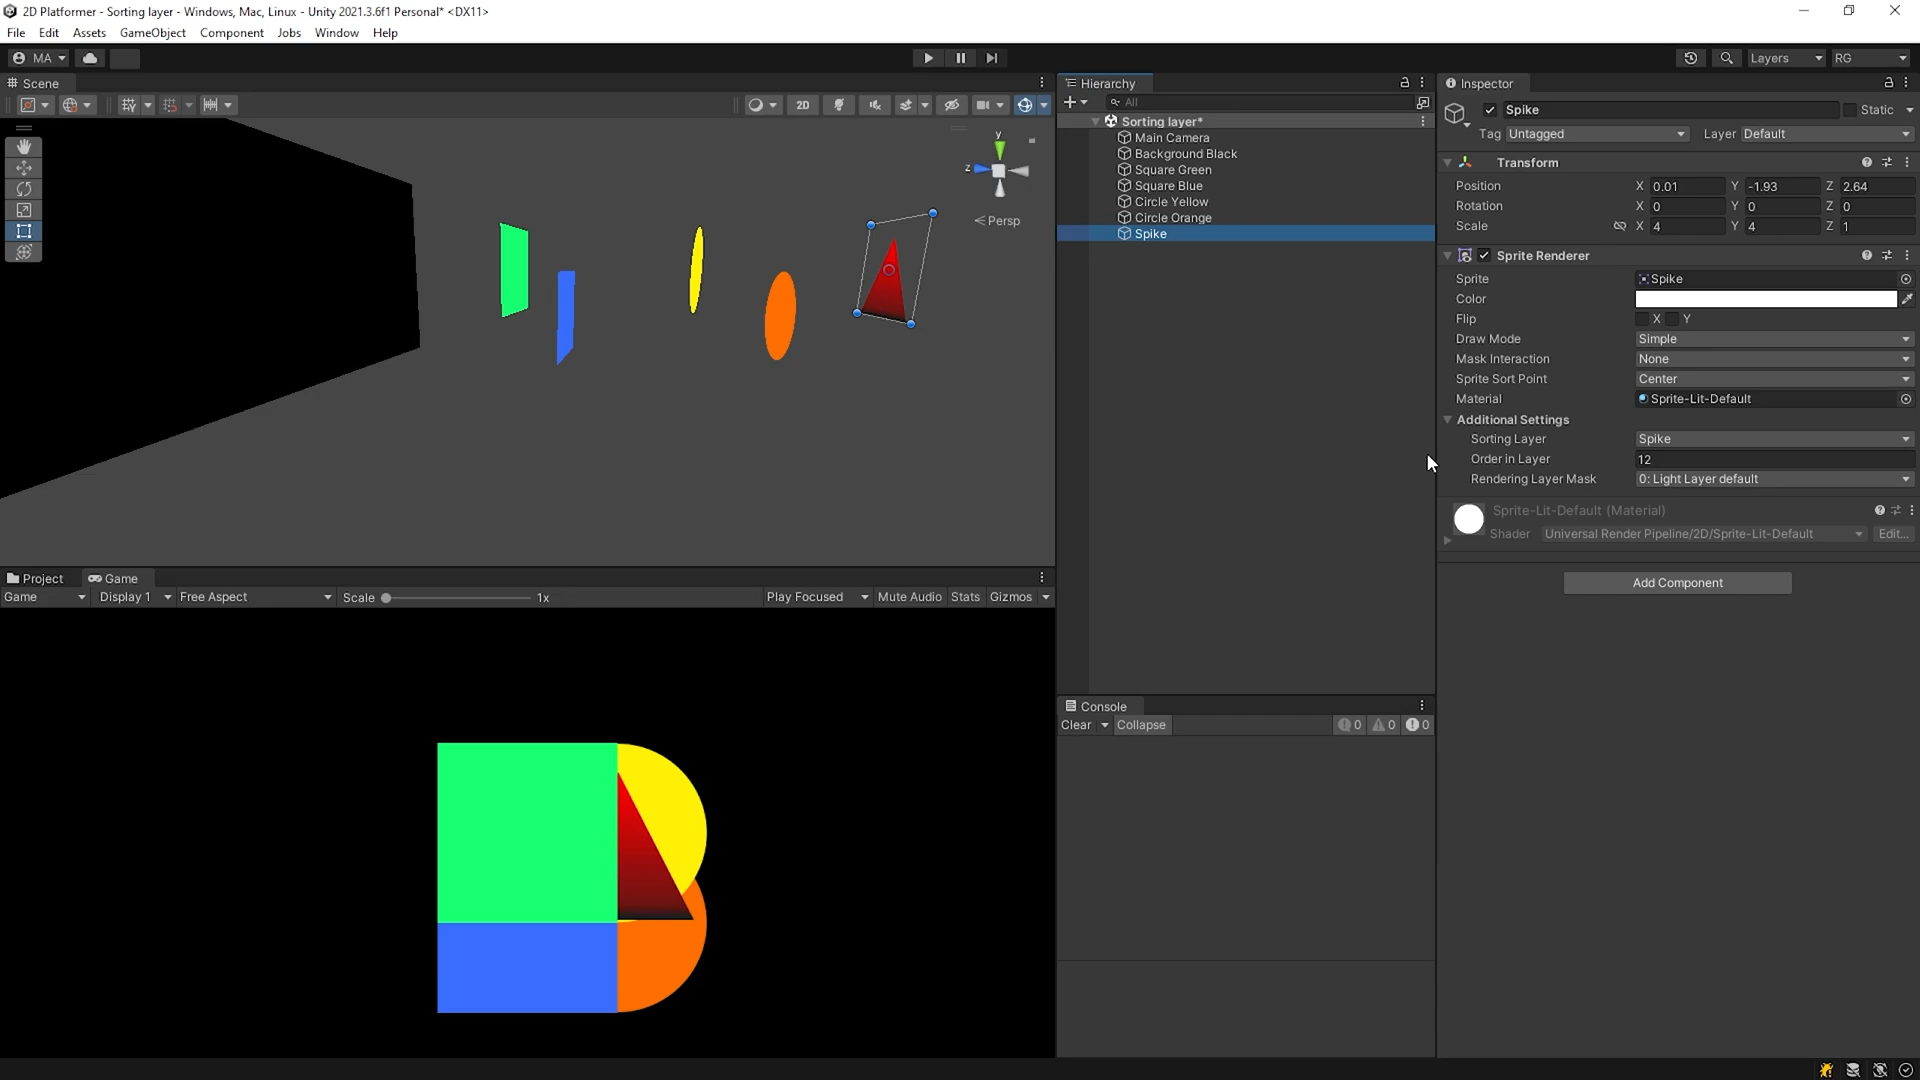 2D Platformer - Sorting layer - Windows, Mac, Linux - Unity 2021.3.6f1 Personal* <DX11>
File Edit Assets GameObject Component Jobs Window Help
MA Layers RG
Scene
2D
y
z
Persp
Hierarchy
All
Sorting layer*
Main Camera
Background Black
Square Green
Square Blue
Circle Yellow
Circle Orange
Spike
Inspector
Spike Static
Tag Untagged Layer Default
Transform
Position X 0.01 Y -1.93 Z 2.64
Rotation X 0 Y 0 Z 0
Scale X 4 Y 4 Z 1
Sprite Renderer
Sprite Spike
Color
Flip X Y
Draw Mode Simple
Mask Interaction None
Sprite Sort Point Center
Material Sprite-Lit-Default
Additional Settings
Sorting Layer Spike
Order in Layer 12
Rendering Layer Mask 0: Light Layer default
Sprite-Lit-Default (Material)
Shader Universal Render Pipeline/2D/Sprite-Lit-Default Edit...
Add Component
Project Game
Game Display 1 Free Aspect Scale 1x Play Focused Mute Audio Stats Gizmos
Console
Clear Collapse 0 0 0